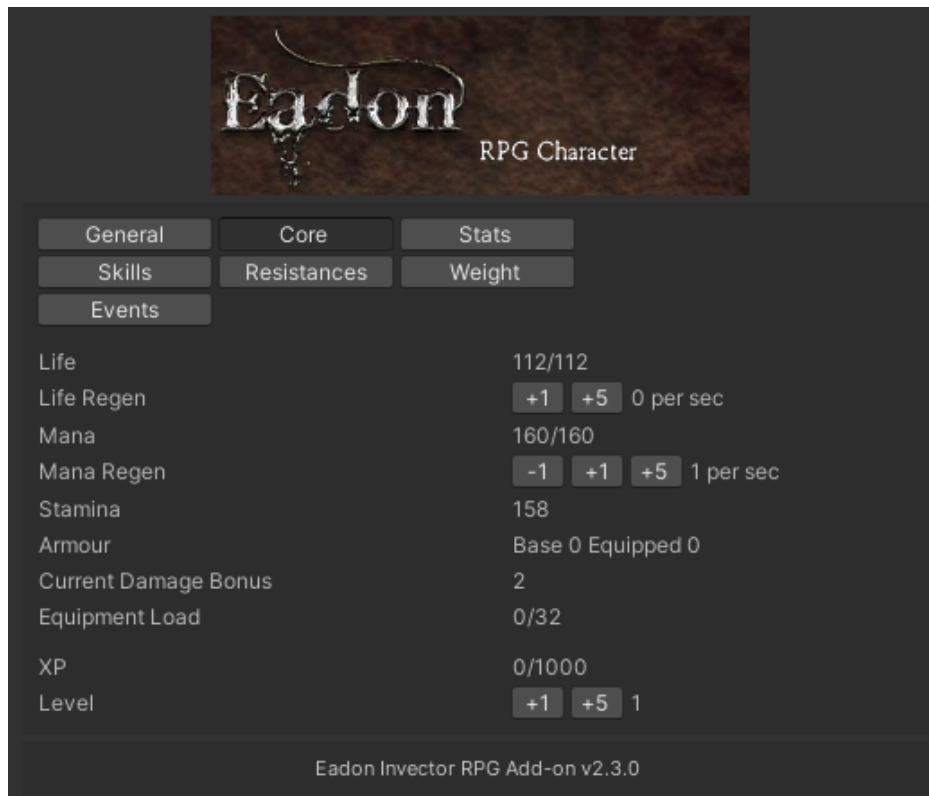 Eadon
RPG Character
General Core Stats
Skills Resistances Weight
Events
Life 112/112
Life Regen +1 +5 0 per sec
Mana 160/160
Mana Regen -1 +1 +5 1 per sec
Stamina 158
Armour Base 0 Equipped 0
Current Damage Bonus 2
Equipment Load 0/32
XP 0/1000
Level +1 +5 1
Eadon Invector RPG Add-on v2.3.0